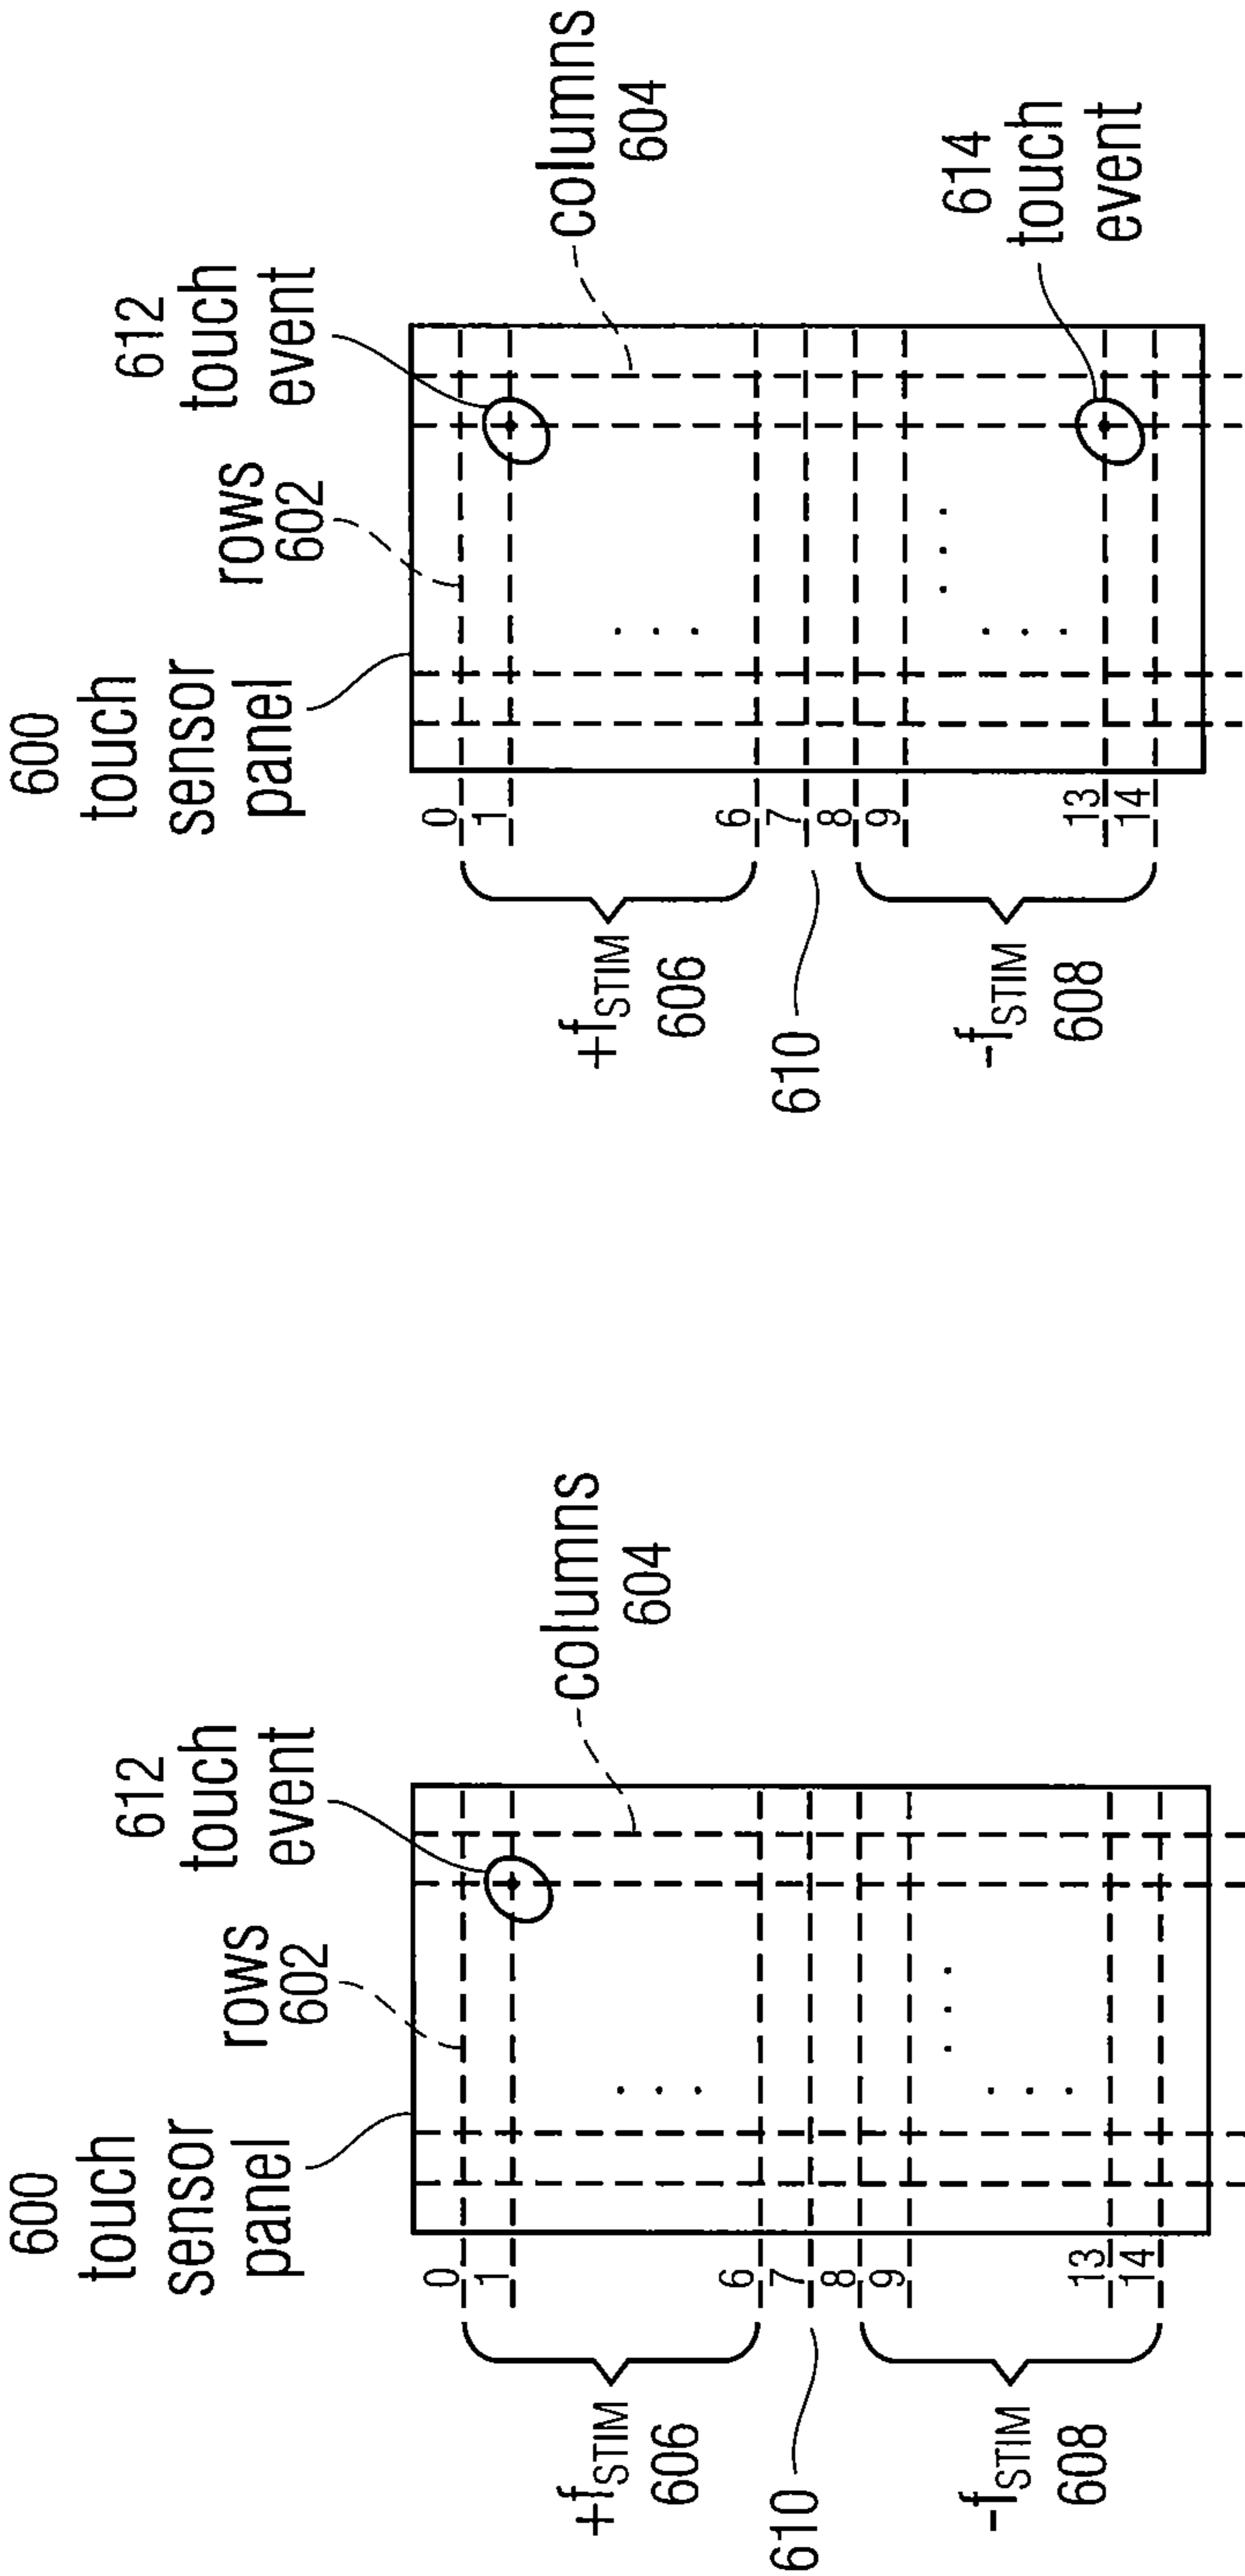 600
touch
sensor
panel
rows
602
612
touch
event
columns
604
0
1
6
7
8
9
13
14
+fSTIM
606
610
-fSTIM
608
600
touch
sensor
panel
rows
602
612
touch
event
columns
604
614
touch
event
0
1
6
7
8
9
13
14
+fSTIM
606
610
-fSTIM
608